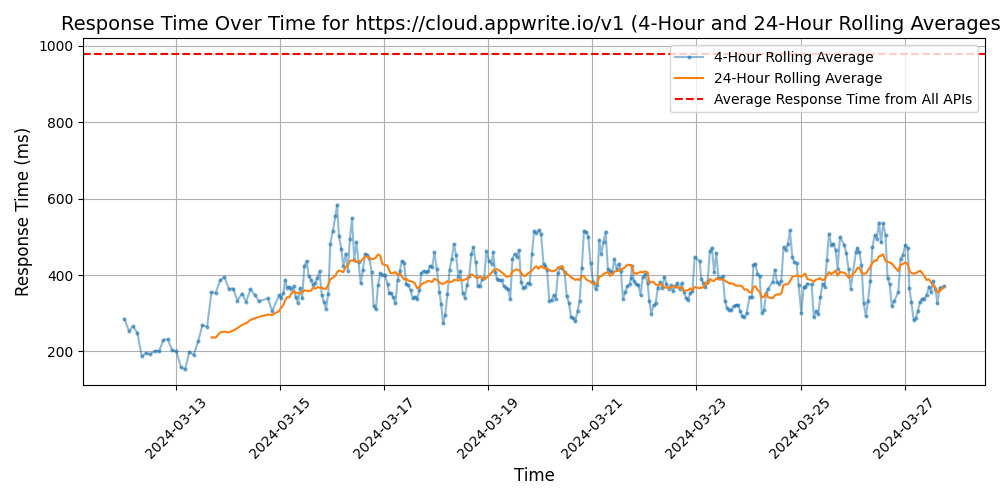 Response Time Over Time for https://cloud.appwrite.io/v1 (4-Hour and 24-Hour Rolling Averages
4-Hour Rolling Average
24-Hour Rolling Average
Average Response Time from All APIs
Response Time (ms)
1000
800
600
400
200
2024-03-13
2024-03-15
2024-03-17
2024-03-19
2024-03-21
2024-03-23
2024-03-25
2024-03-27
Time